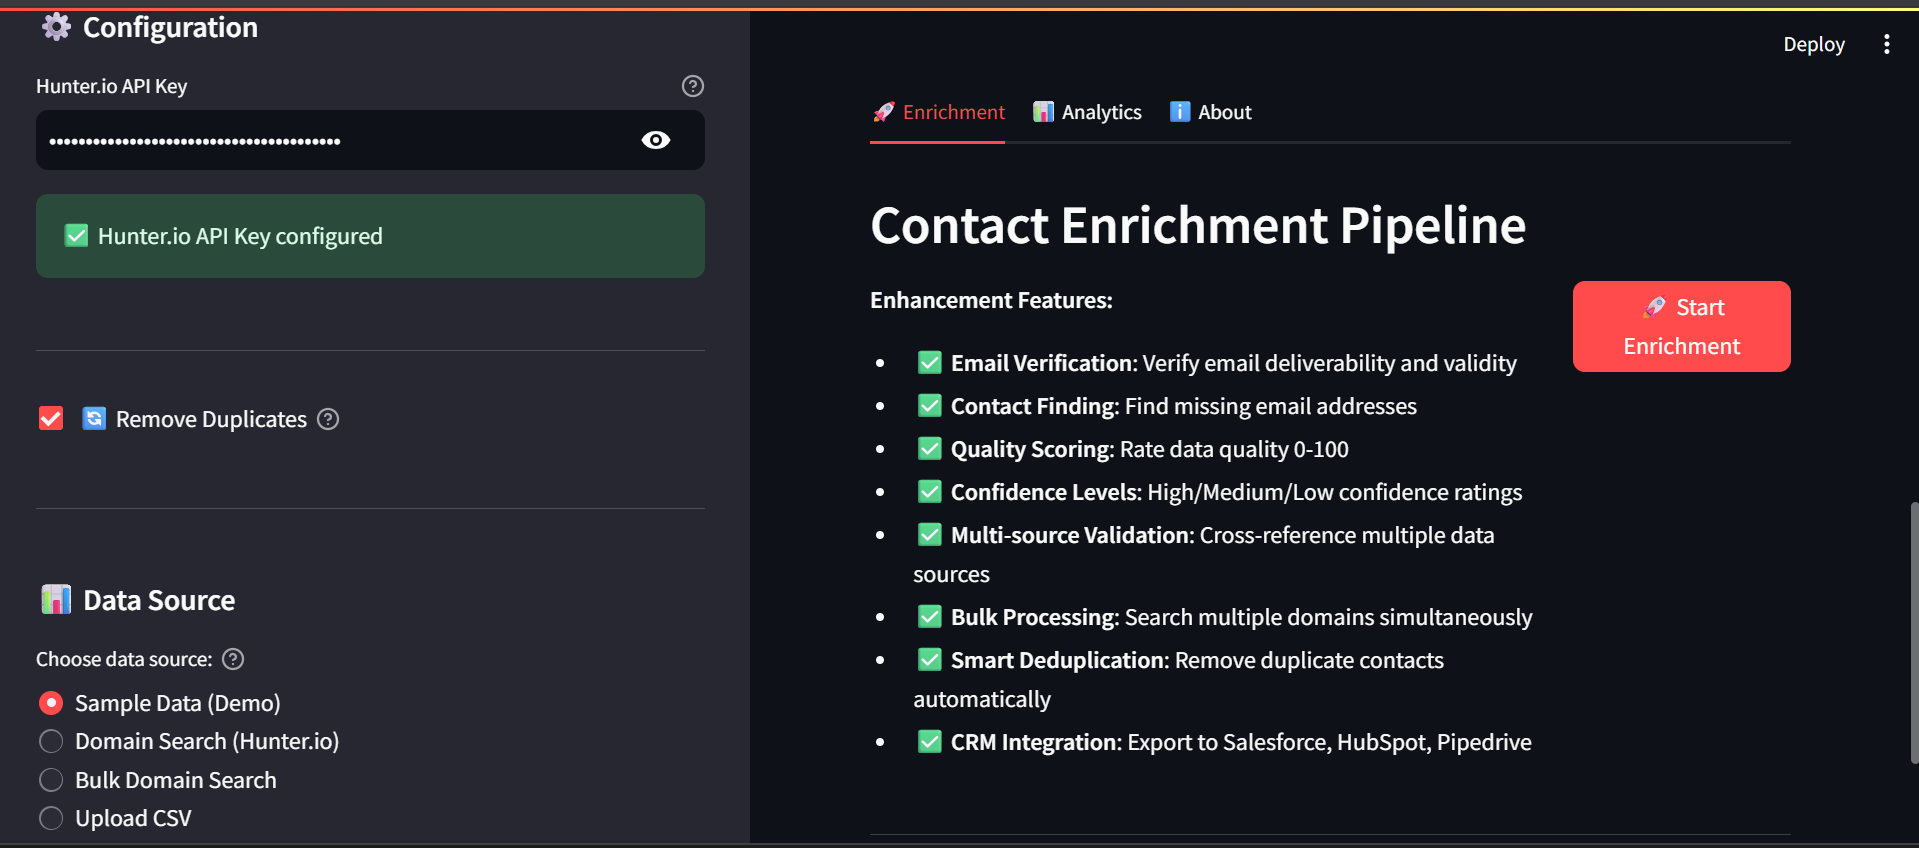 Configuration
Hunter.io API Key
••••••••••••••••••••••••••••••••••••••••
✅ Hunter.io API Key configured
Remove Duplicates
Data Source
Choose data source:
Sample Data (Demo)
Domain Search (Hunter.io)
Bulk Domain Search
Upload CSV
Deploy
🚀 Enrichment 📊 Analytics ℹ️ About
Contact Enrichment Pipeline
Enhancement Features:
🚀 Start
Enrichment
• ✅ Email Verification: Verify email deliverability and validity
• ✅ Contact Finding: Find missing email addresses
• ✅ Quality Scoring: Rate data quality 0-100
• ✅ Confidence Levels: High/Medium/Low confidence ratings
• ✅ Multi-source Validation: Cross-reference multiple data
sources
• ✅ Bulk Processing: Search multiple domains simultaneously
• ✅ Smart Deduplication: Remove duplicate contacts
automatically
• ✅ CRM Integration: Export to Salesforce, HubSpot, Pipedrive